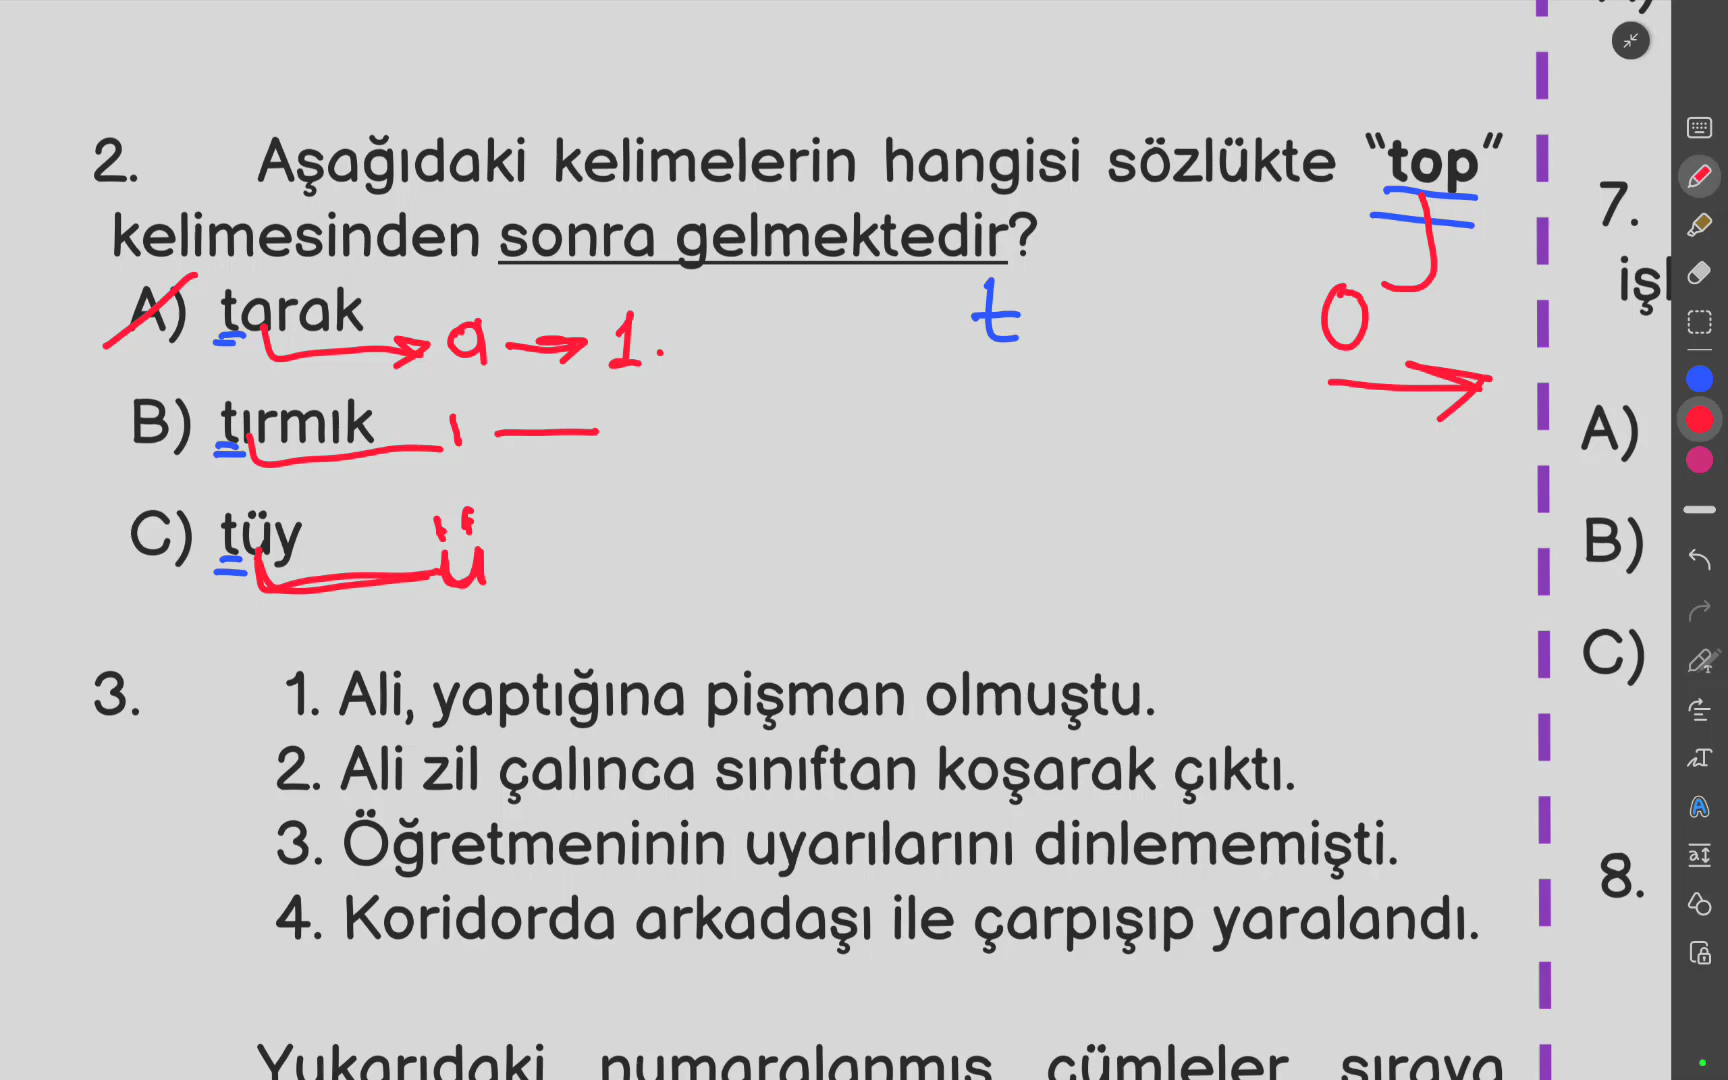 2. Aşağıdaki kelimelerin hangisi sözlükte “top”
kelimesinden sonra gelmektedir?
A) tarak
a
1.
t
O
B) tırmık
ı
C) tüy
ü
3. 1. Ali, yaptığına pişman olmuştu.
2. Ali zil çalınca sınıftan koşarak çıktı.
3. Öğretmeninin uyarılarını dinlememişti.
4. Koridorda arkadaşı ile çarpışıp yaralandı.
Yukarıdaki numaralanmış cümleler sıraya
7.
işl
A)
B)
C)
8.